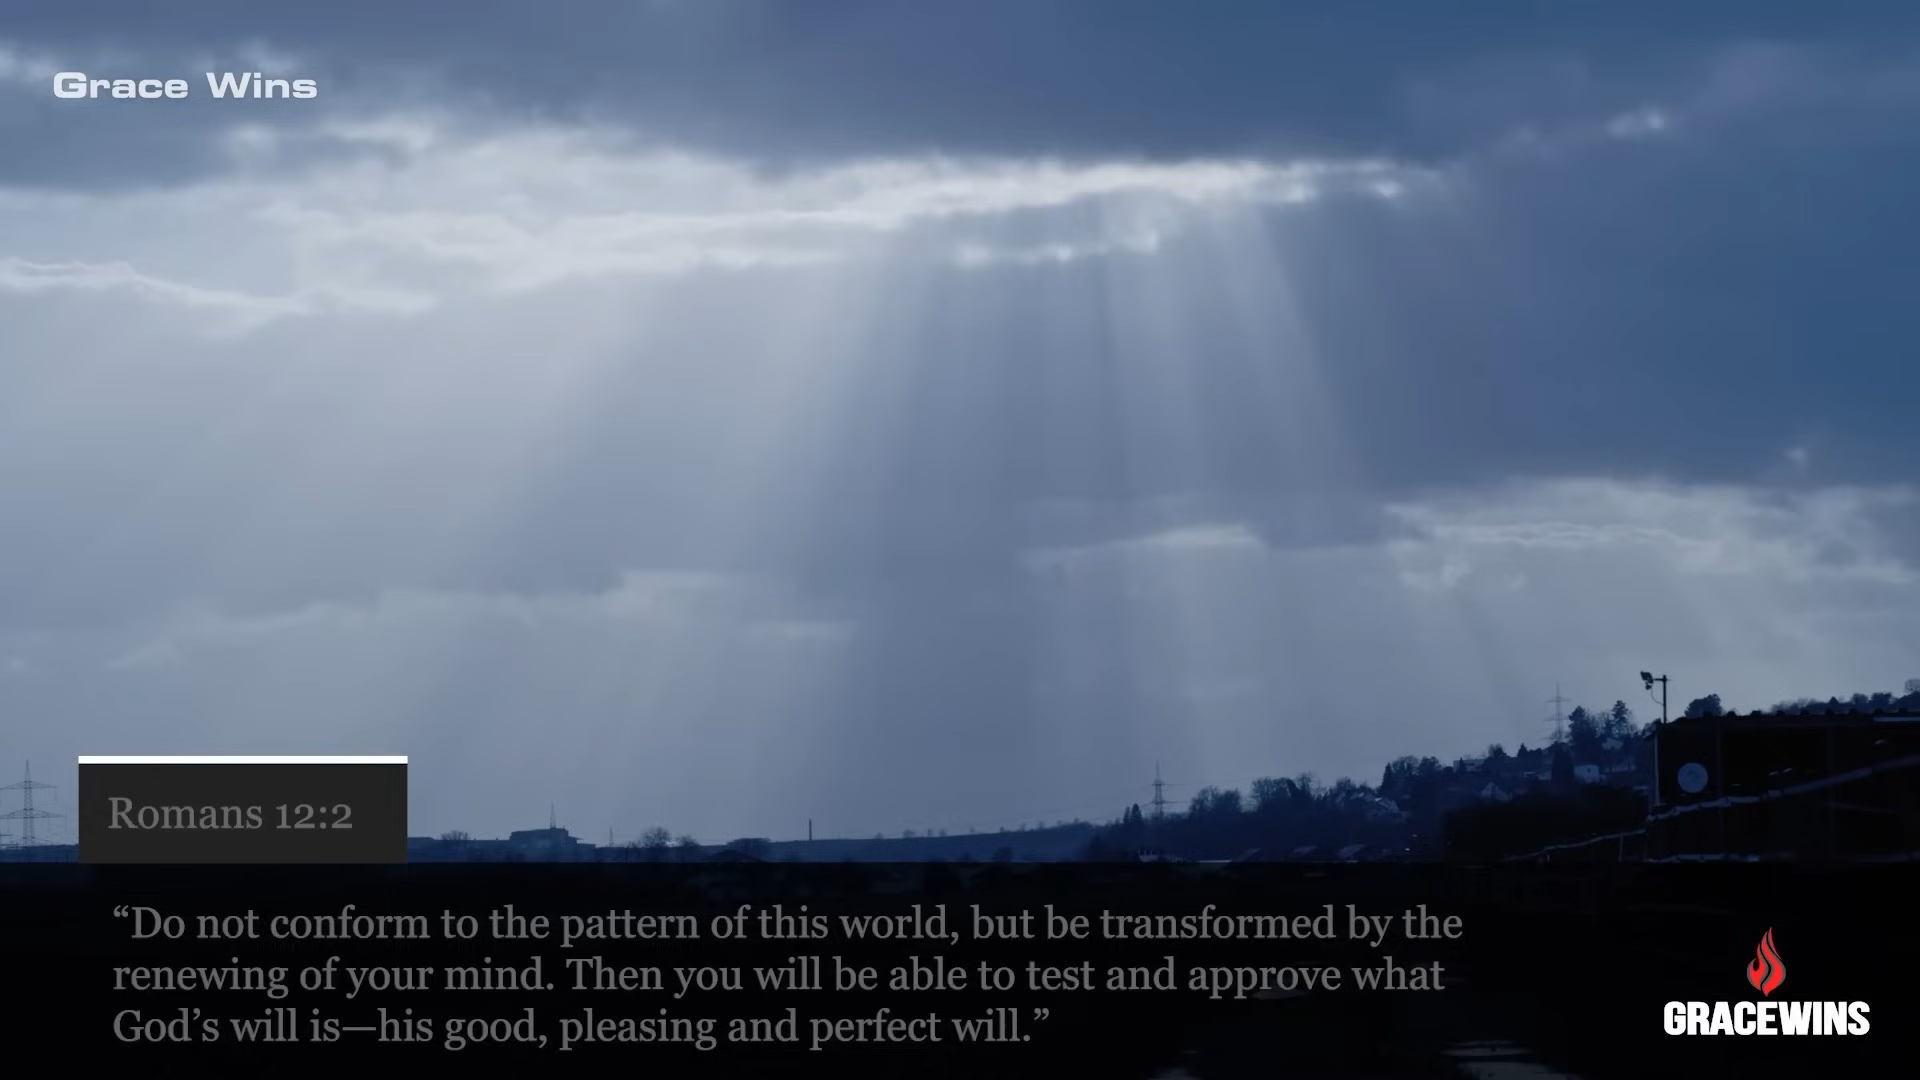 Grace Wins
Romans 12:2
“Do not conform to the pattern of this world, but be transformed by the
renewing of your mind. Then you will be able to test and approve what
God’s will is—his good, pleasing and perfect will.”
GRACEWINS